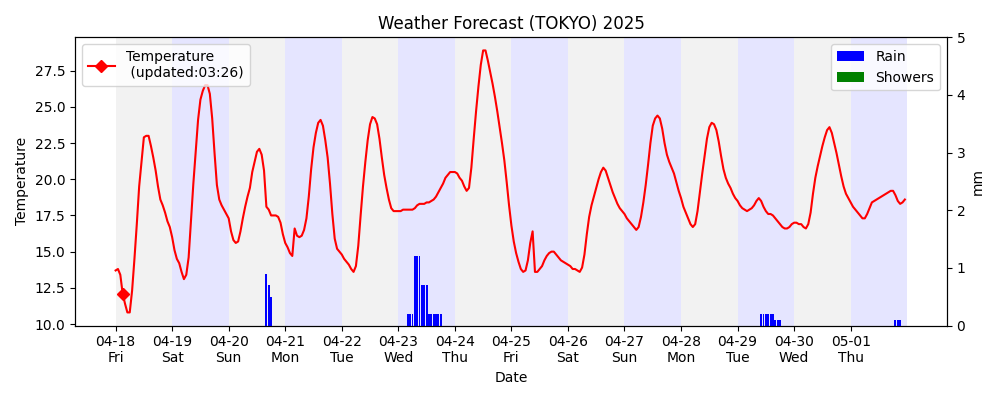 Weather Forecast (TOKYO) 2025
Temperature
(updated:03:26)
Rain
Showers
27.5
25.0
22.5
20.0
17.5
15.0
12.5
10.0
Temperature
5
4
3
2
1
0
mm
04-18 04-19 04-20 04-21 04-22 04-23 04-24 04-25 04-26 04-27 04-28 04-29 04-30 05-01
Fri Sat Sun Mon Tue Wed Thu Fri Sat Sun Mon Tue Wed Thu
Date